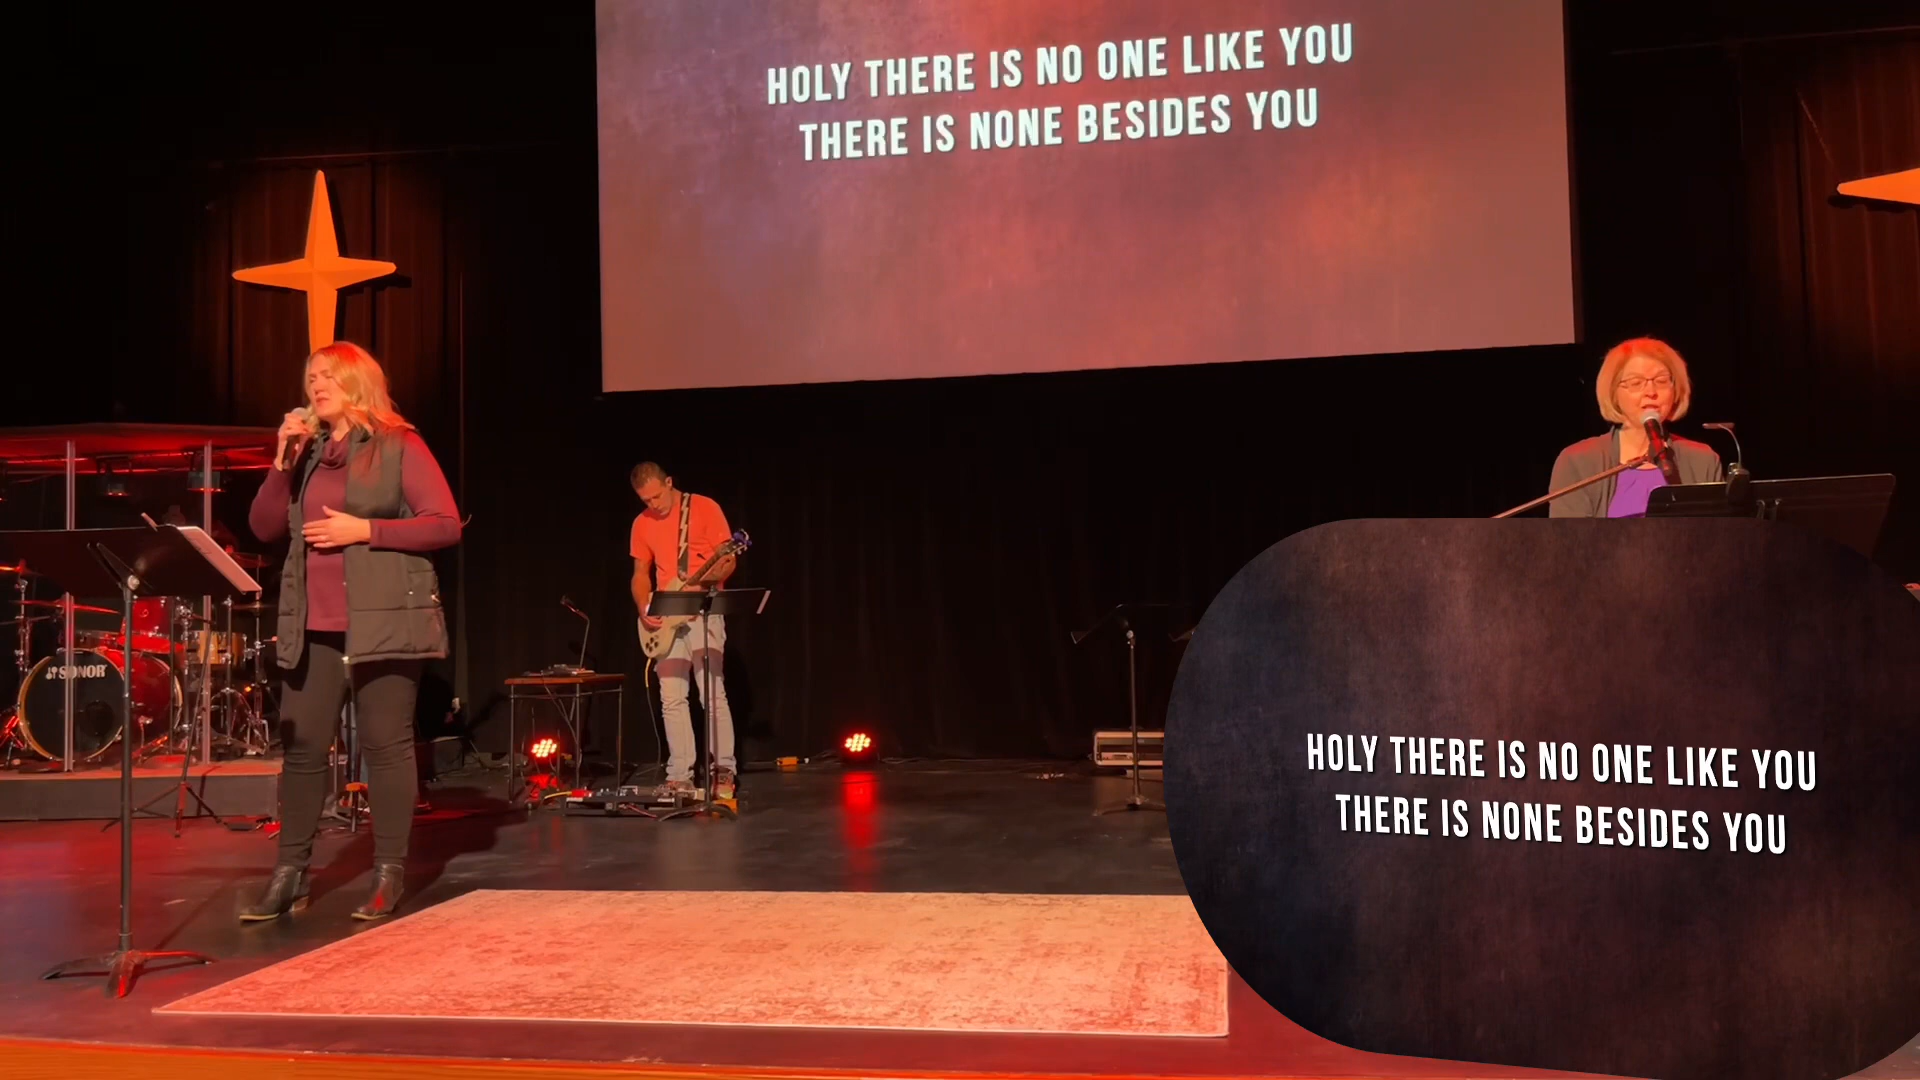 HOLY THERE IS NO ONE LIKE YOU
THERE IS NONE BESIDES YOU
SONOR
HOLY THERE IS NO ONE LIKE YOU
THERE IS NONE BESIDES YOU